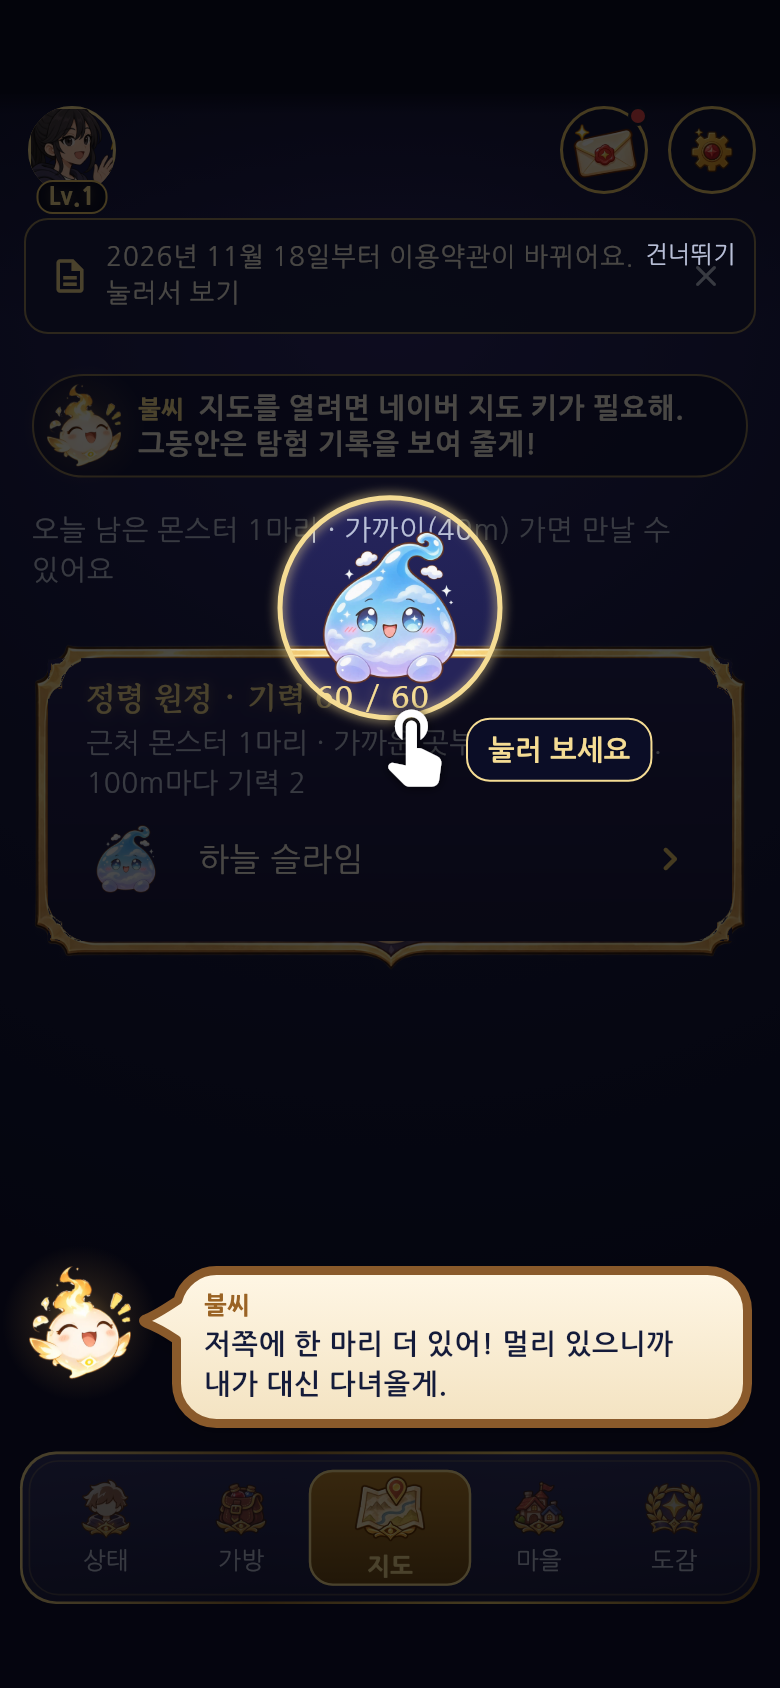 Lv.1
2026년 11월 18일부터 이용약관이 바뀌어요.
건너뛰기
눌러서 보기
불씨 지도를 열려면 네이버 지도 키가 필요해.
그동안은 탐험 기록을 보여 줄게!
오늘 남은 몬스터 1마리 · 가까이(40m) 가면 만날 수
있어요
정령 원정 · 기력 60 / 60
근처 몬스터 1마리 · 가까운 곳부
100m마다 기력 2
눌러 보세요
하늘 슬라임
불씨
저쪽에 한 마리 더 있어! 멀리 있으니까
내가 대신 다녀올게.
상태
가방
지도
마을
도감